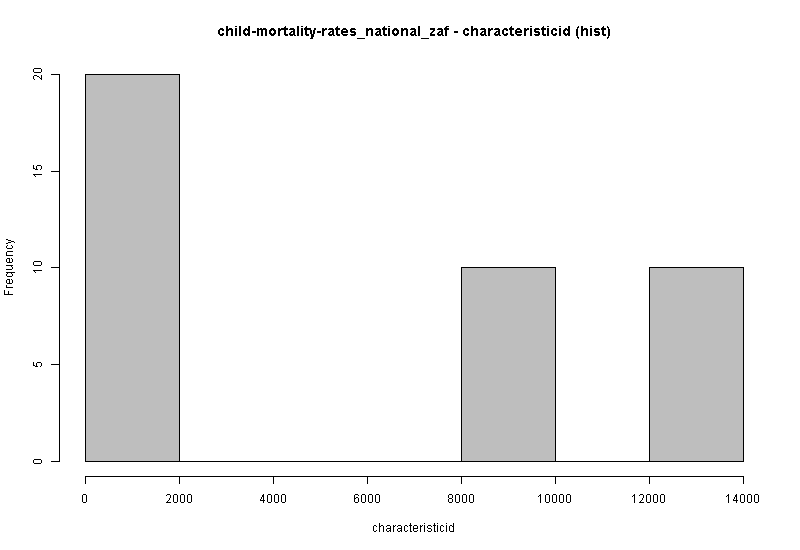 child-mortality-rates_national_zaf - characteristicid (hist)
Frequency
20
15
10
5
0
0 2000 4000 6000 8000 10000 12000 14000
characteristicid